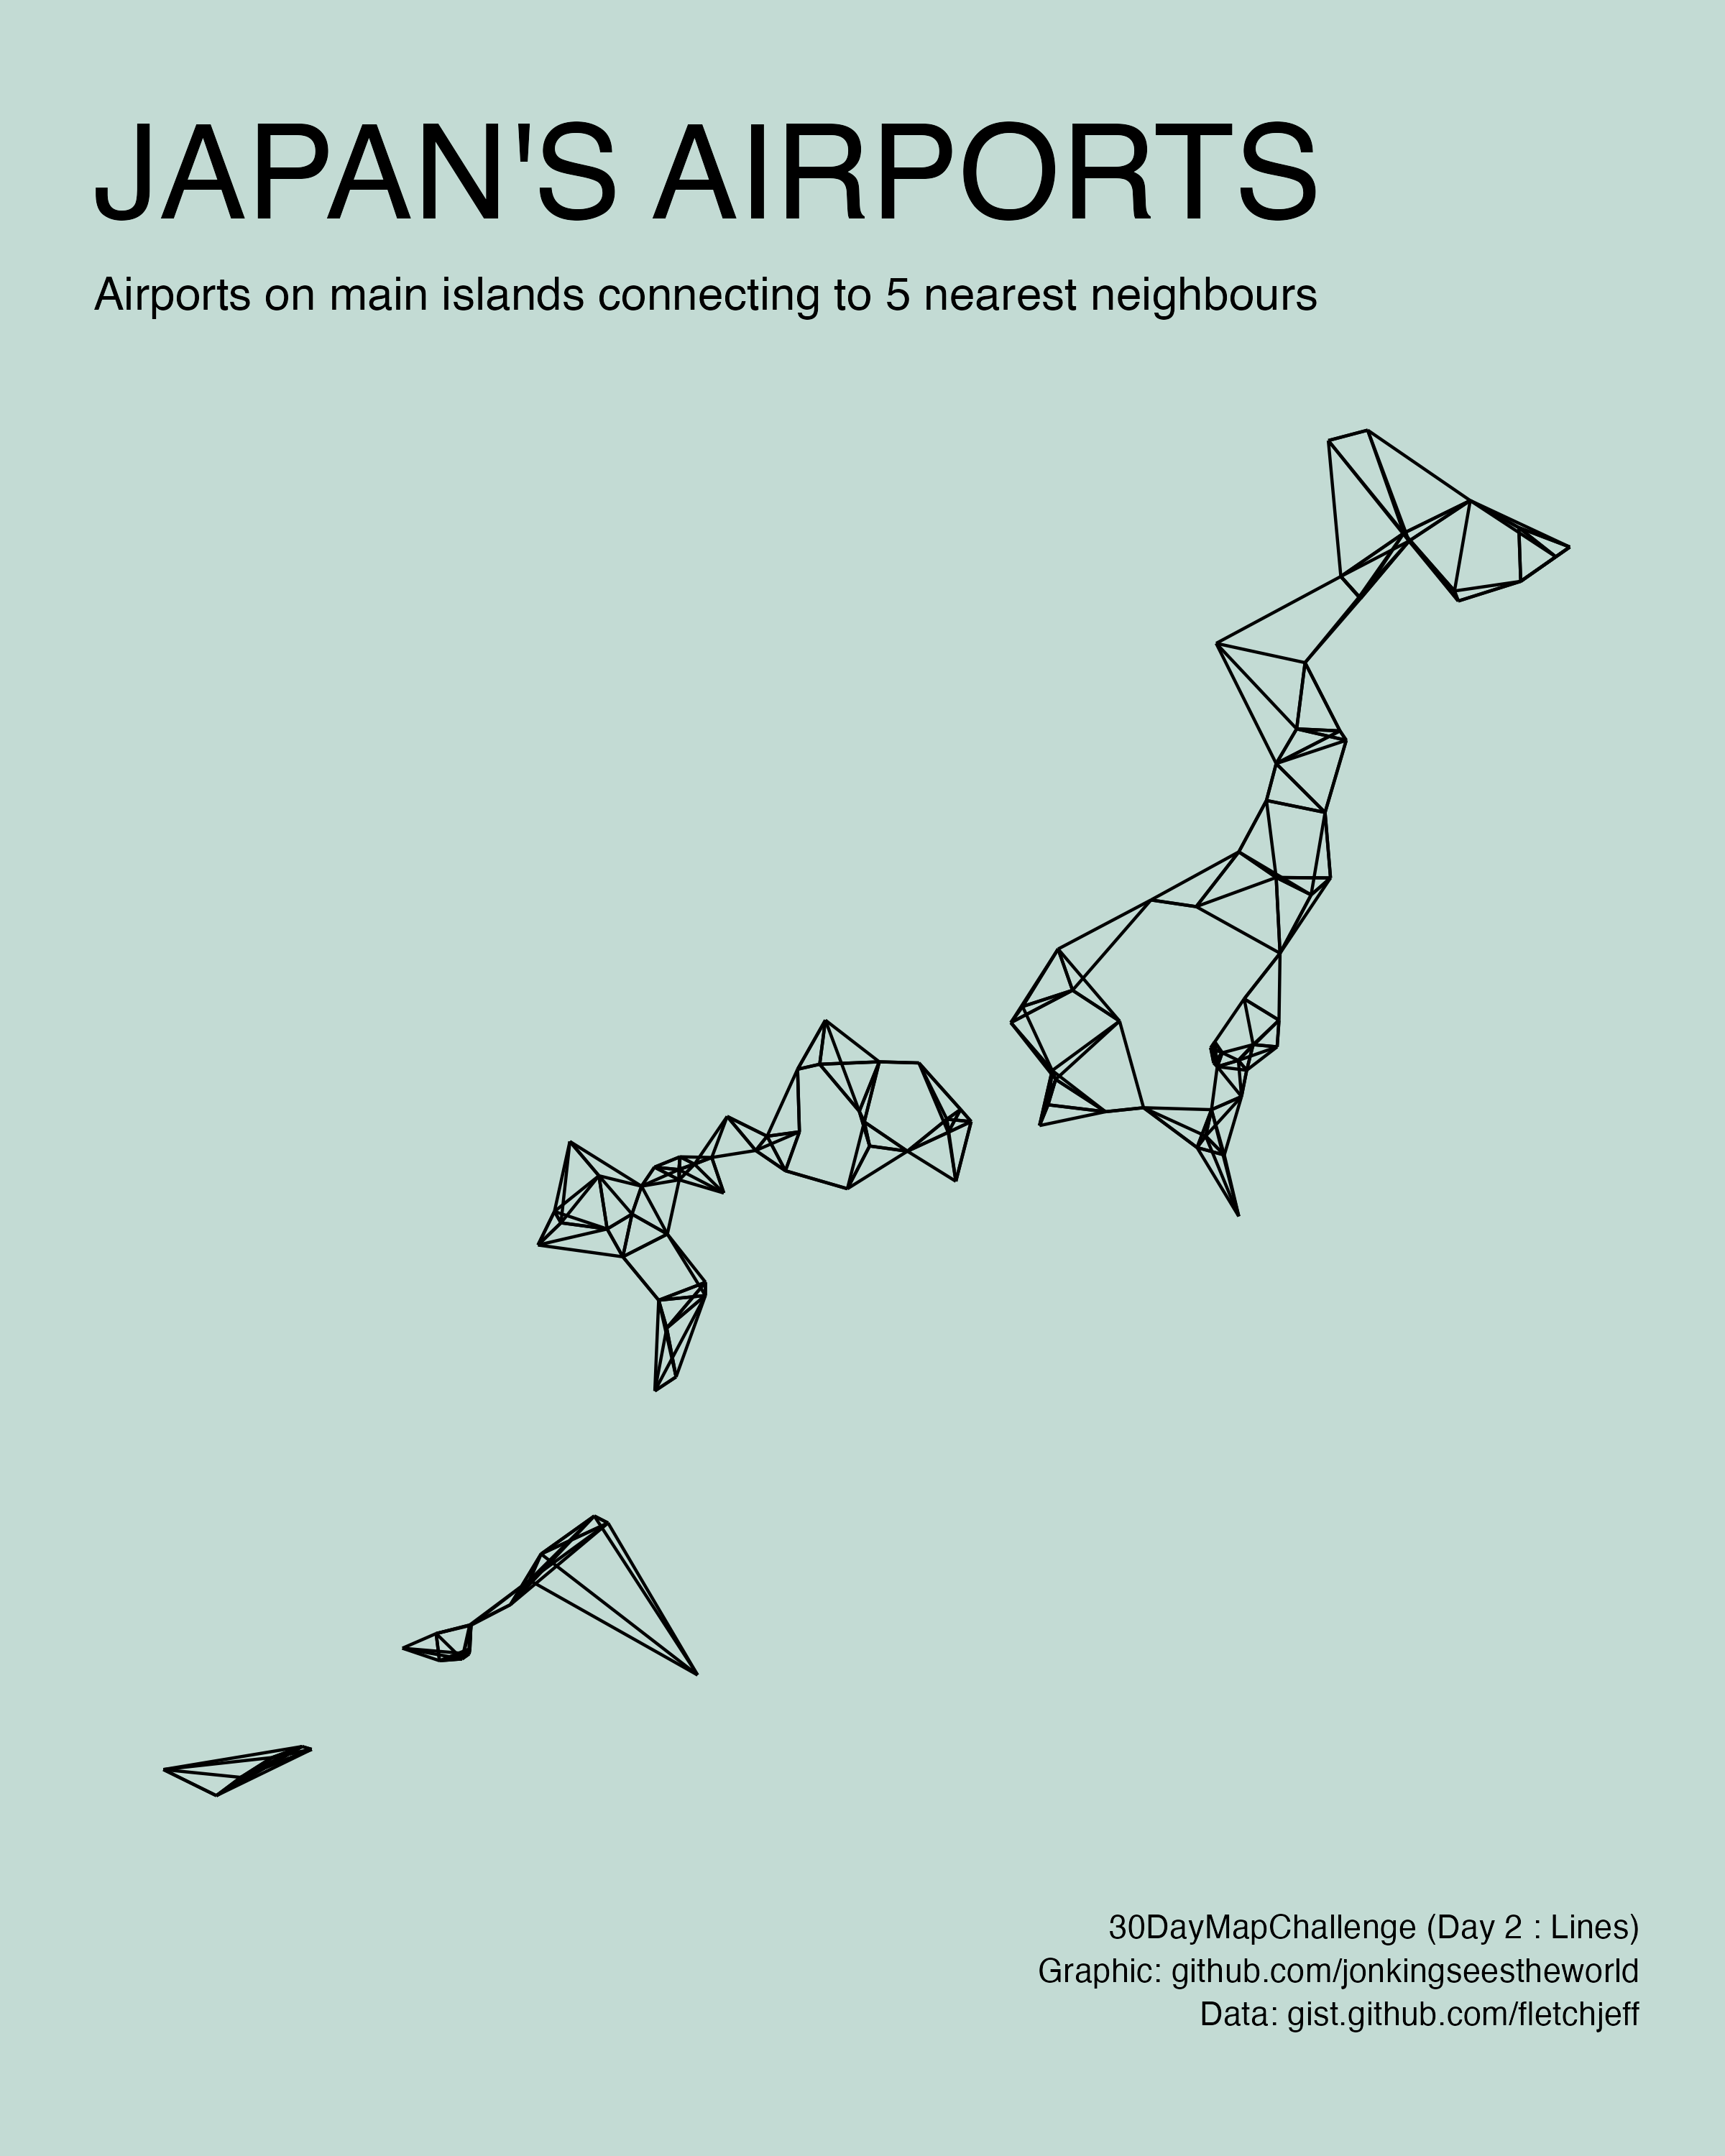 JAPAN'S AIRPORTS
Airports on main islands connecting to 5 nearest neighbours
30DayMapChallenge (Day 2 : Lines)
Graphic: github.com/jonkingseestheworld
Data: gist.github.com/fletchjeff